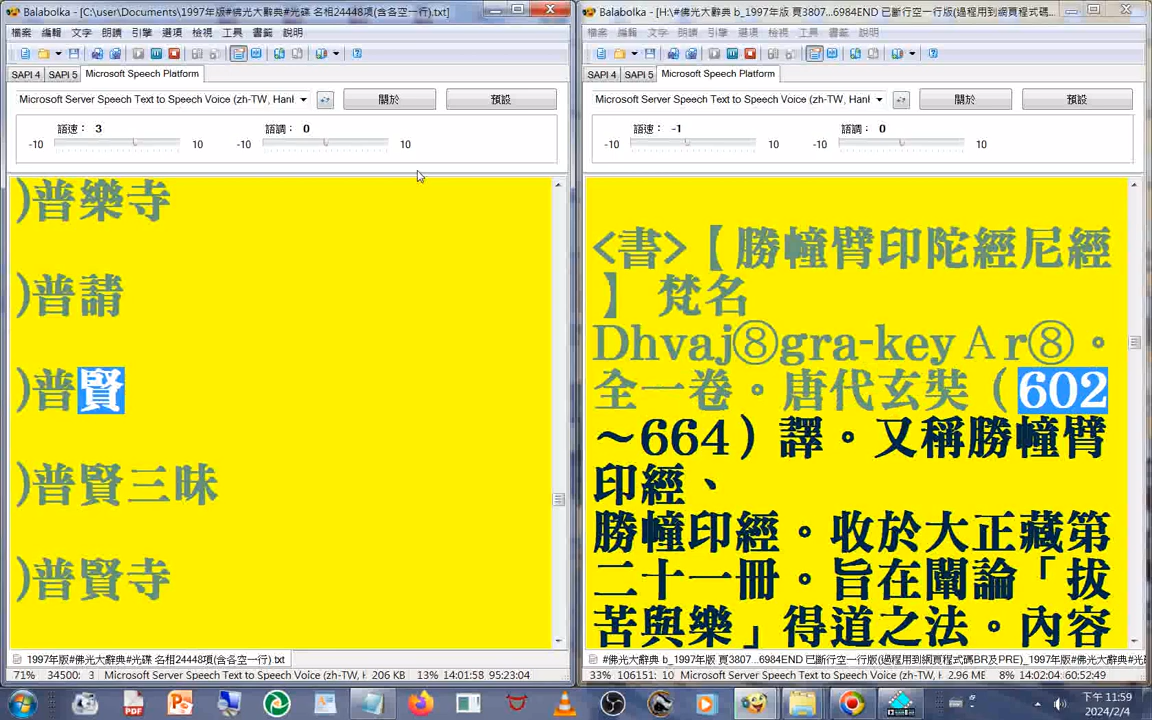 Balabolka - [C:\user\Documents\1997年版#佛光大辭典#光碟 名相24448項(含各空一行).txt]
檔案 編輯 文字 朗讀 引擎 選項 檢視 工具 書籤 說明
SAPI 4 SAPI 5 Microsoft Speech Platform
Microsoft Server Speech Text to Speech Voice (zh-TW, Hanl
關於
預設
語速： 3
語調： 0
-10 10 -10 10
)普樂寺
)普請
)普賢
)普賢三昧
)普賢寺
1997年版#佛光大辭典#光碟 名相24448項(含各空一行).txt
71% 34500: 3 Microsoft Server Speech Text to Speech Voice (zh-TW, H 206 KB 13% 14:01:58 95:23:04
Balabolka - [H:\#佛光大辭典 b_1997年版 頁3807...6984END 已斷行空一行版(過程用到網頁程式碼...
檔案 編輯 文字 朗讀 引擎 選項 檢視 工具 書籤 說明
SAPI 4 SAPI 5 Microsoft Speech Platform
Microsoft Server Speech Text to Speech Voice (zh-TW, Hanl
關於
預設
語速： -1
語調： 0
-10 10 -10 10
<書>【勝幢臂印陀經尼經
】 梵名
Dhvaj⑧gra-keyＡr⑧。
全一卷。唐代玄奘（602
～664）譯。又稱勝幢臂
印經、
勝幢印經。收於大正藏第
二十一冊。旨在闡論「拔
苦與樂」得道之法。內容
#佛光大辭典 b_1997年版 頁3807...6984END 已斷行空一行版(過程用到網頁程式碼BR及PRE)_1997年版#光
33% 106151: 10 Microsoft Server Speech Text to Speech Voice (zh-TW, H 2.96 ME 8% 14:02:04 60:52:49
下午 11:59
2024/2/4